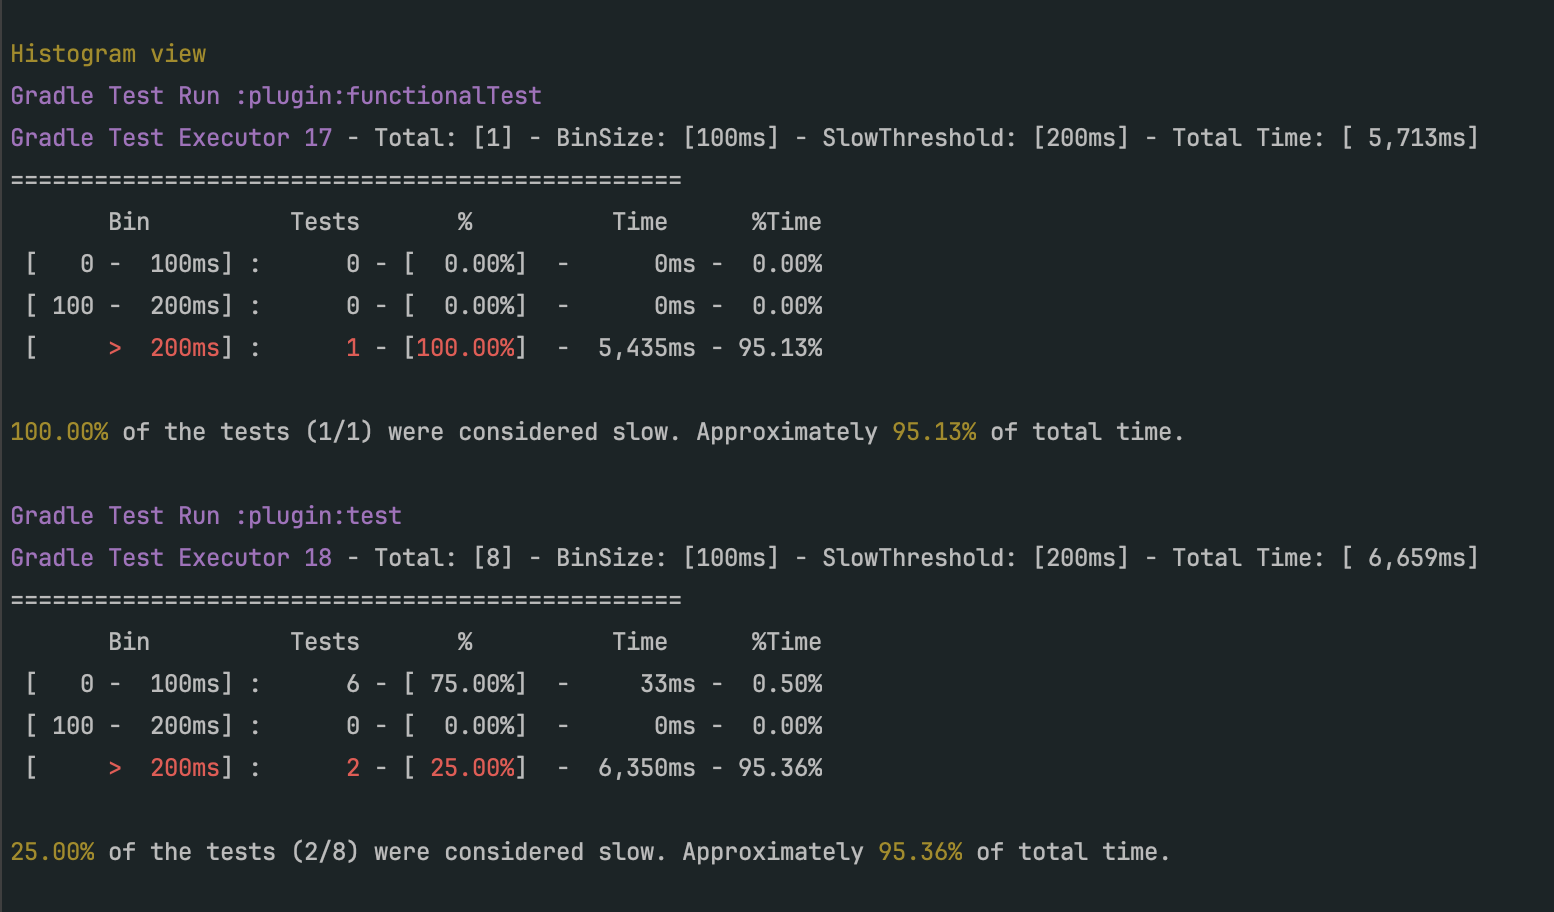 Histogram view
Gradle Test Run :plugin:functionalTest
Gradle Test Executor 17 - Total: [1] - BinSize: [100ms] - SlowThreshold: [200ms] - Total Time: [ 5,713ms]
================================================
       Bin          Tests       %          Time      %Time
 [   0 -  100ms] :      0 - [  0.00%]  -      0ms -  0.00%
 [ 100 -  200ms] :      0 - [  0.00%]  -      0ms -  0.00%
 [     >  200ms] :      1 - [100.00%]  -  5,435ms - 95.13%
100.00% of the tests (1/1) were considered slow. Approximately 95.13% of total time.
Gradle Test Run :plugin:test
Gradle Test Executor 18 - Total: [8] - BinSize: [100ms] - SlowThreshold: [200ms] - Total Time: [ 6,659ms]
================================================
       Bin          Tests       %          Time      %Time
 [   0 -  100ms] :      6 - [ 75.00%]  -     33ms -  0.50%
 [ 100 -  200ms] :      0 - [  0.00%]  -      0ms -  0.00%
 [     >  200ms] :      2 - [ 25.00%]  -  6,350ms - 95.36%
25.00% of the tests (2/8) were considered slow. Approximately 95.36% of total time.